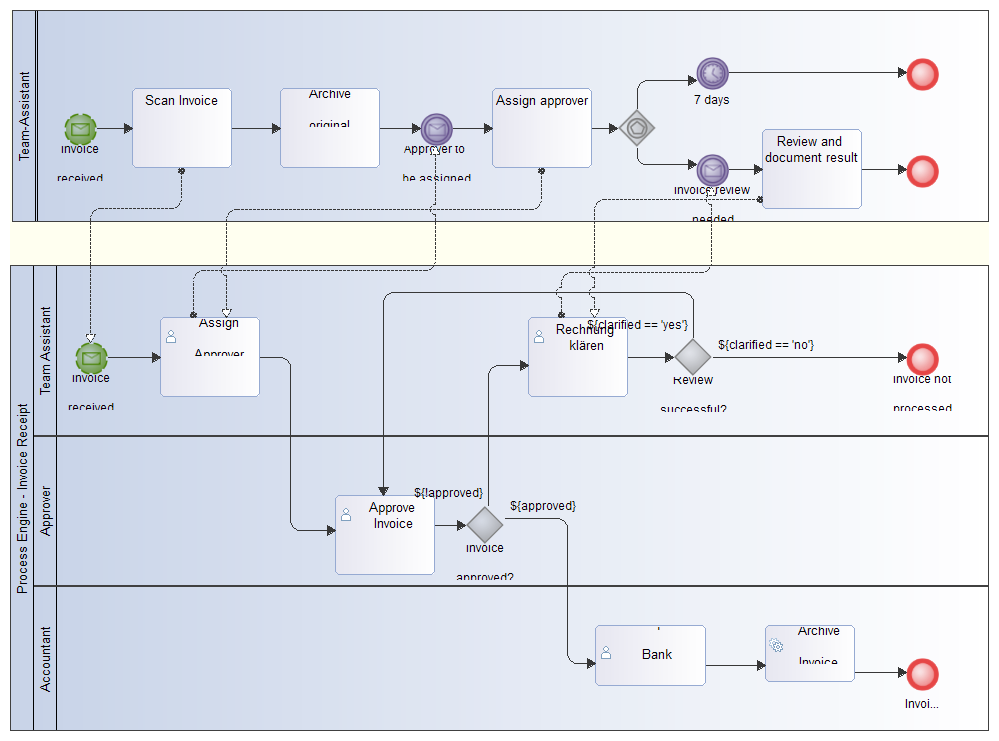 Team-Assistant
Invoice
received
Scan Invoice
Archive
original
Approver to
be assigned
Assign approver
7 days
Invoice review
needed
Review and
document result
Process Engine - Invoice Receipt
Team Assistant
Invoice
received
Assign
Approver
Rechnung
klären
${clarified == 'yes'}
${clarified == 'no'}
Review
successful?
Invoice not
processed
Approver
Approve
Invoice
${!approved}
${approved}
Invoice
approved?
Accountant
Bank
Archive
Invoice
Invoi...